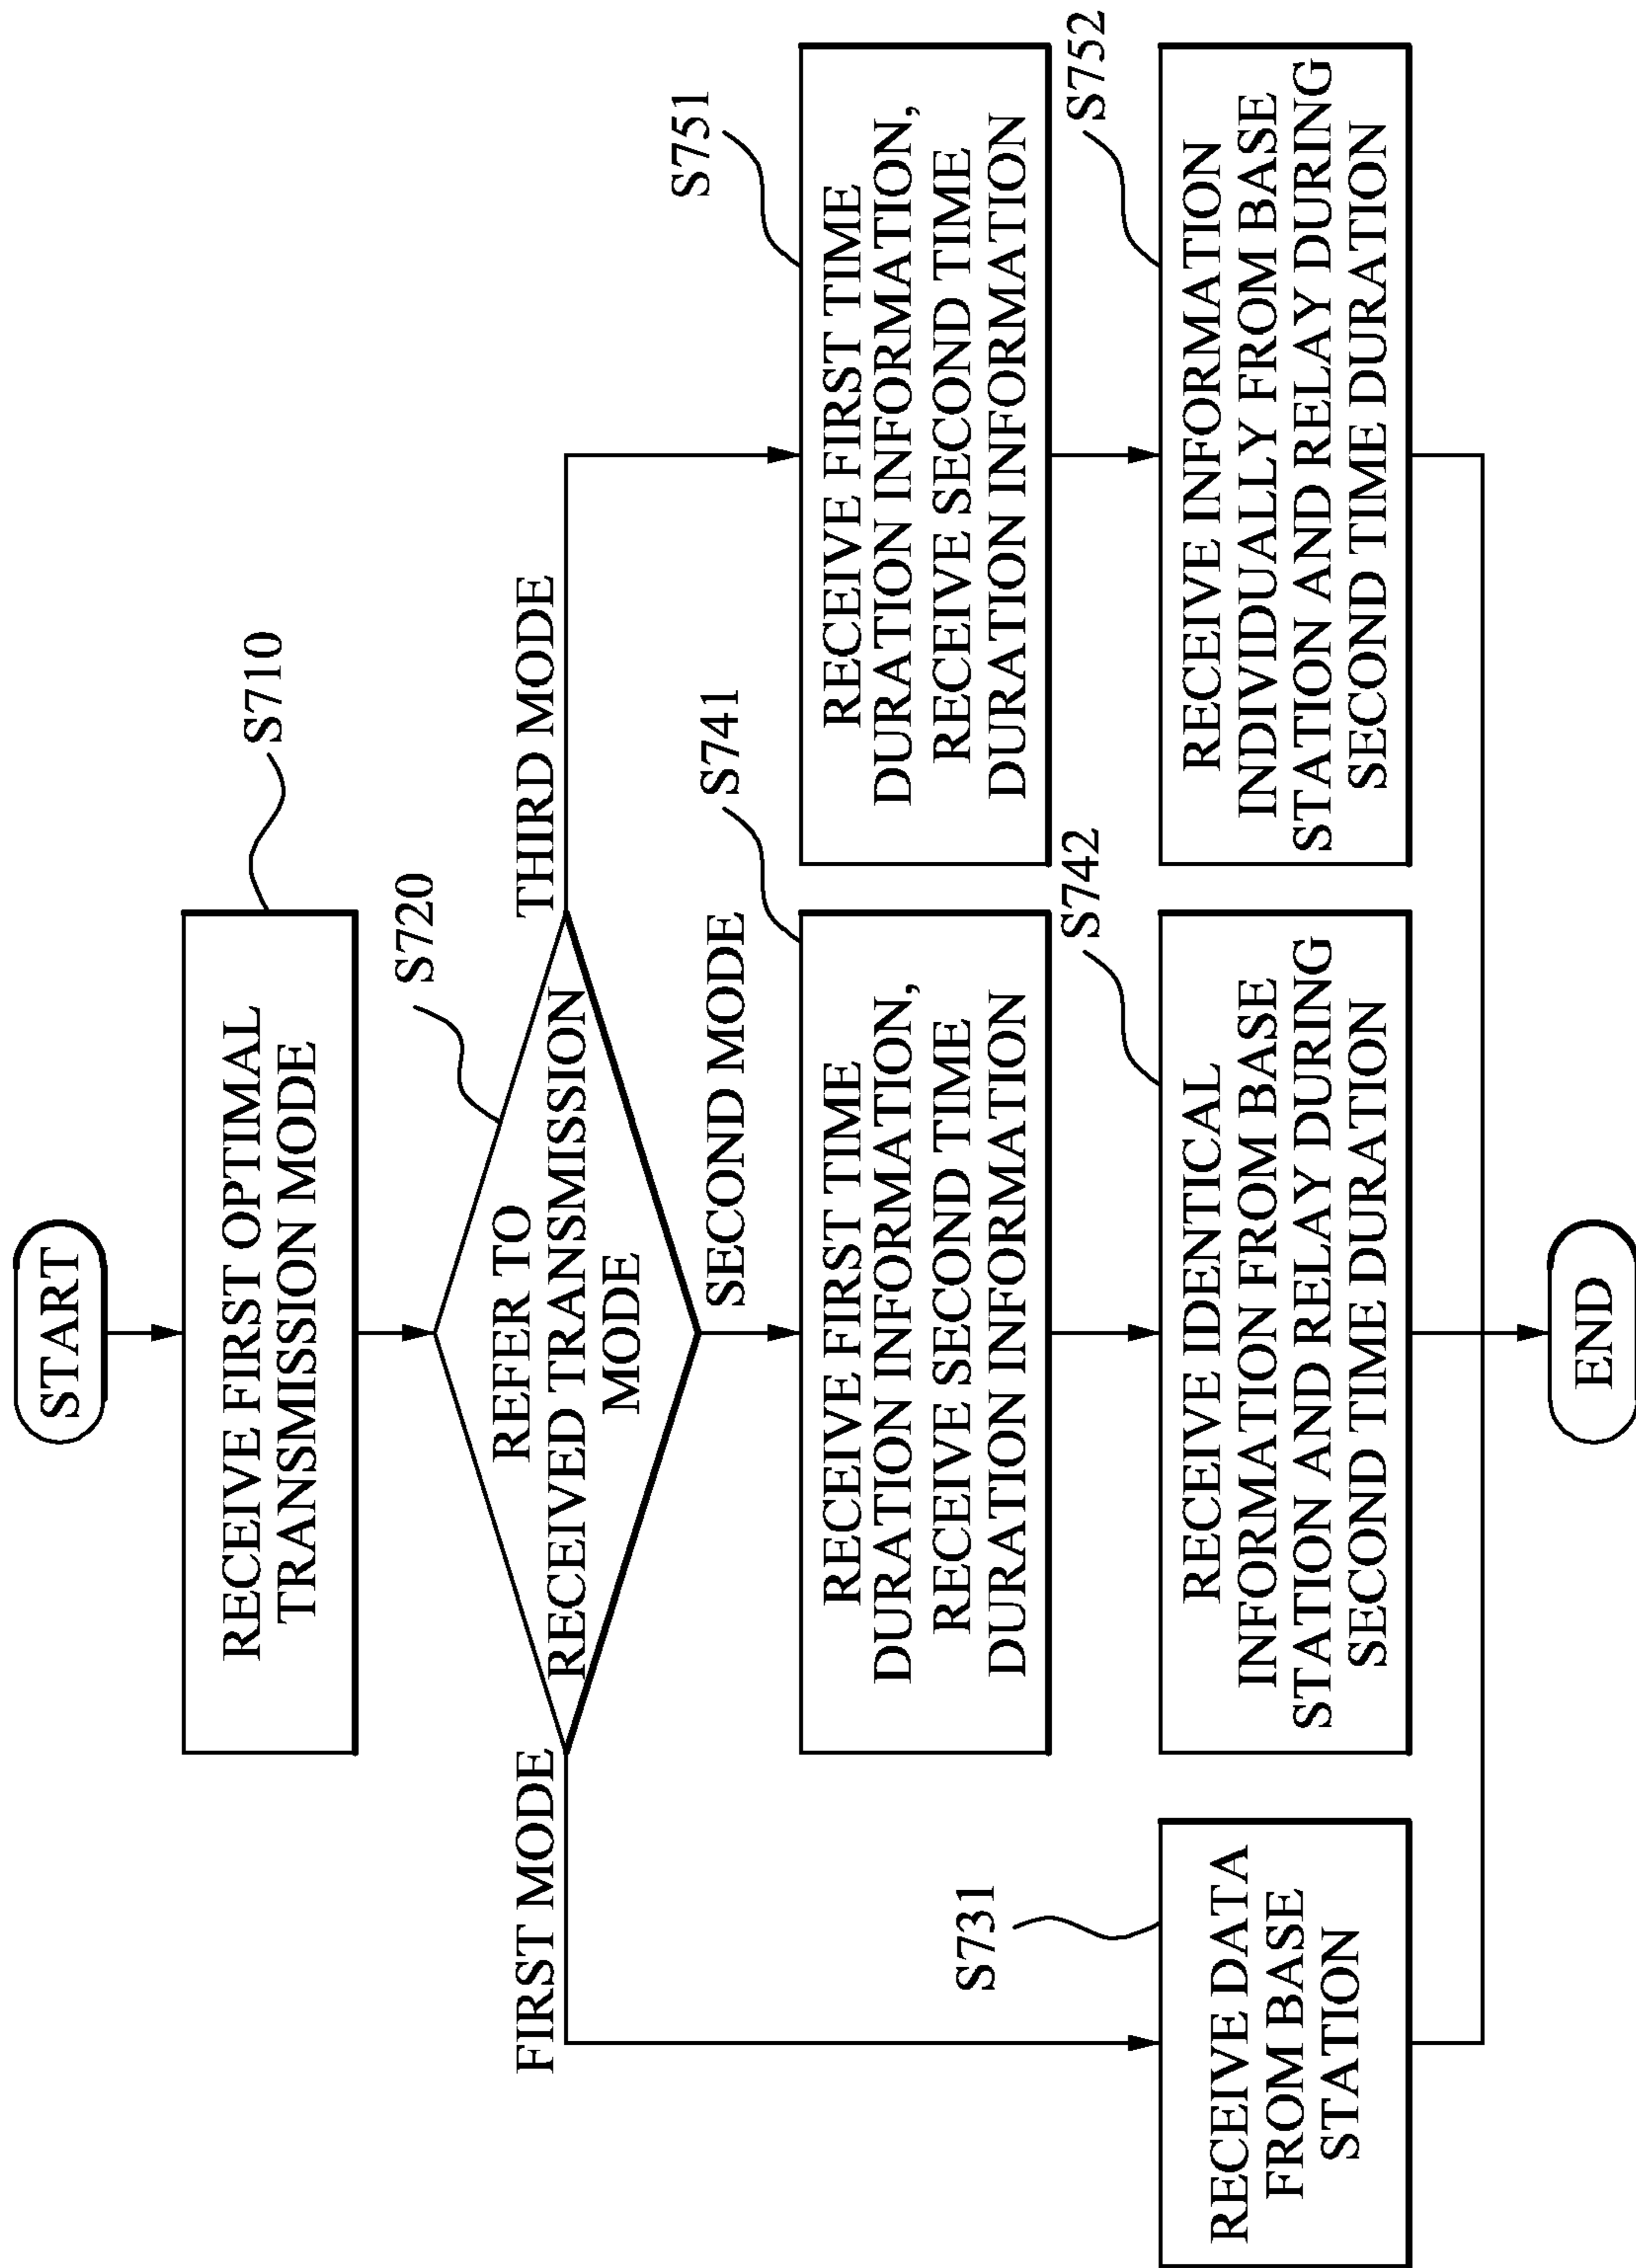 START
RECEIVE FIRST OPTIMAL
TRANSMISSION MODE
S710
REFER TO
RECEIVED TRANSMISSION
MODE
S720
FIRST MODE
SECOND MODE
THIRD MODE
RECEIVE DATA
FROM BASE
STATION
S731
RECEIVE FIRST TIME
DURATION INFORMATION,
RECEIVE SECOND TIME
DURATION INFORMATION
S741
RECEIVE IDENTICAL
INFORMATION FROM BASE
STATION AND RELAY DURING
SECOND TIME DURATION
S742
RECEIVE FIRST TIME
DURATION INFORMATION,
RECEIVE SECOND TIME
DURATION INFORMATION
S751
RECEIVE INFORMATION
INDIVIDUALLY FROM BASE
STATION AND RELAY DURING
SECOND TIME DURATION
S752
END